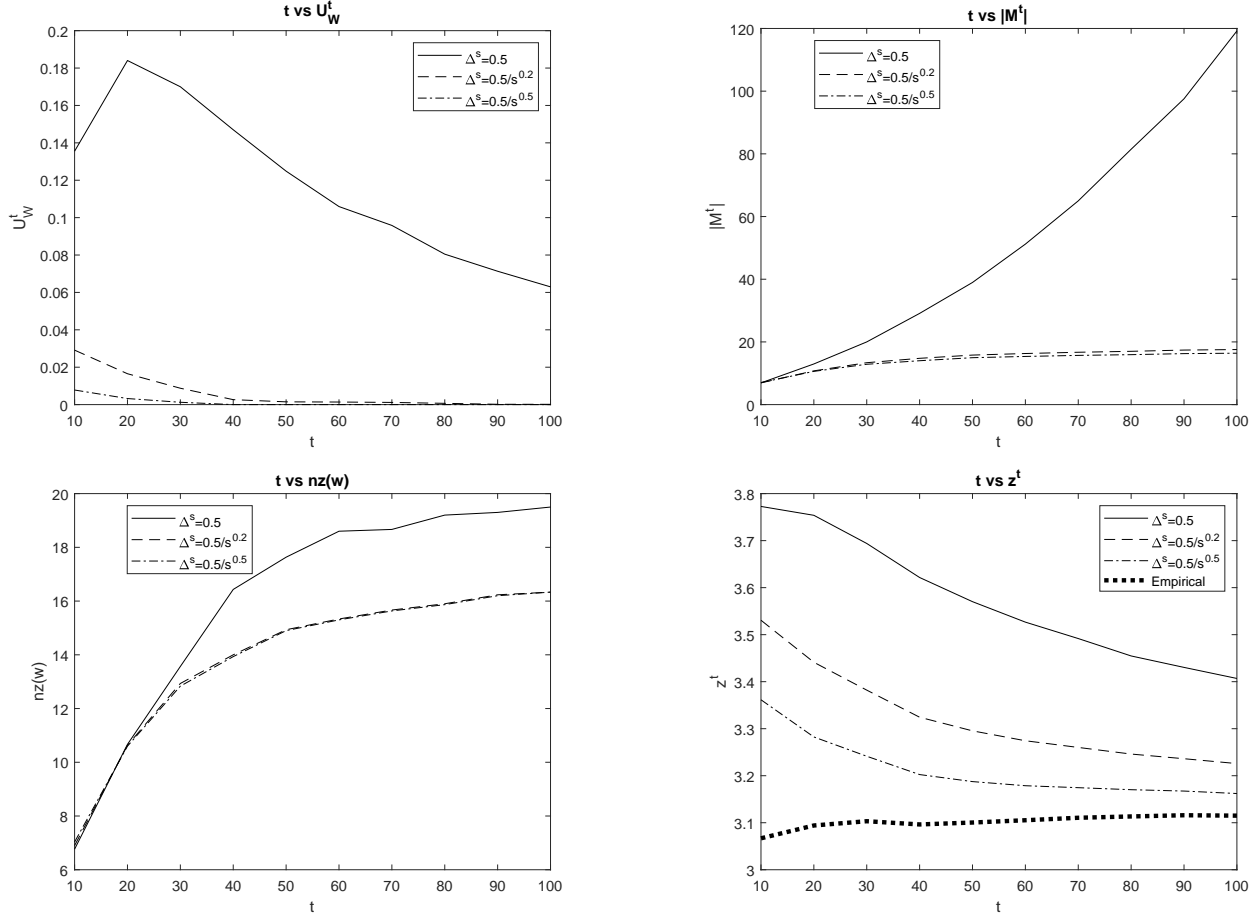 t vs U_W^t
Δ^s=0.5
Δ^s=0.5/s^0.2
Δ^s=0.5/s^0.5
U_W^t
0.2
0.18
0.16
0.14
0.12
0.1
0.08
0.06
0.04
0.02
0
10 20 30 40 50 60 70 80 90 100
t
t vs |M^t|
Δ^s=0.5
Δ^s=0.5/s^0.2
Δ^s=0.5/s^0.5
|M^t|
120
100
80
60
40
20
0
10 20 30 40 50 60 70 80 90 100
t
t vs nz(w)
Δ^s=0.5
Δ^s=0.5/s^0.2
Δ^s=0.5/s^0.5
nz(w)
20
18
16
14
12
10
8
6
10 20 30 40 50 60 70 80 90 100
t
t vs z^t
Δ^s=0.5
Δ^s=0.5/s^0.2
Δ^s=0.5/s^0.5
Empirical
z^t
3.8
3.7
3.6
3.5
3.4
3.3
3.2
3.1
3
10 20 30 40 50 60 70 80 90 100
t